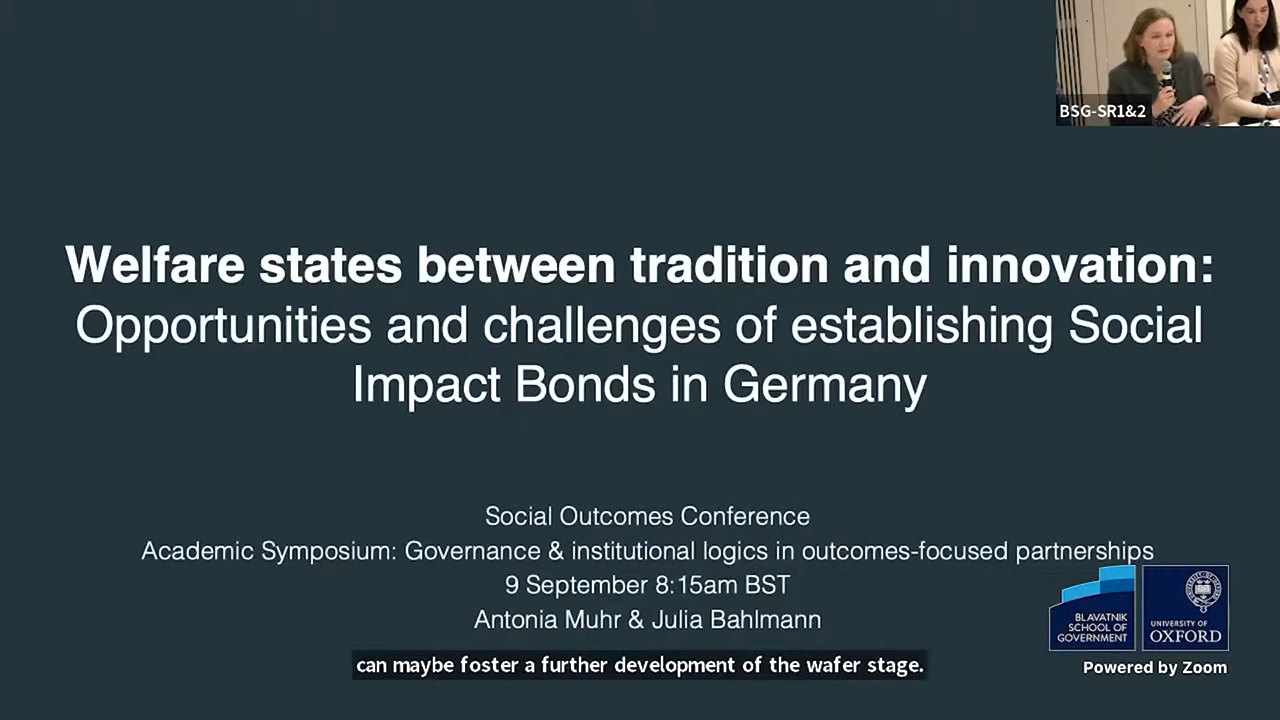 BSG-SR1&2
Welfare states between tradition and innovation:
Opportunities and challenges of establishing Social
Impact Bonds in Germany
Social Outcomes Conference
Academic Symposium: Governance & institutional logics in outcomes-focused partnerships
9 September 8:15am BST
Antonia Muhr & Julia Bahlmann
BLAVATNIK
SCHOOL OF
GOVERNMENT
UNIVERSITY OF
OXFORD
can maybe foster a further development of the wafer stage.
Powered by Zoom